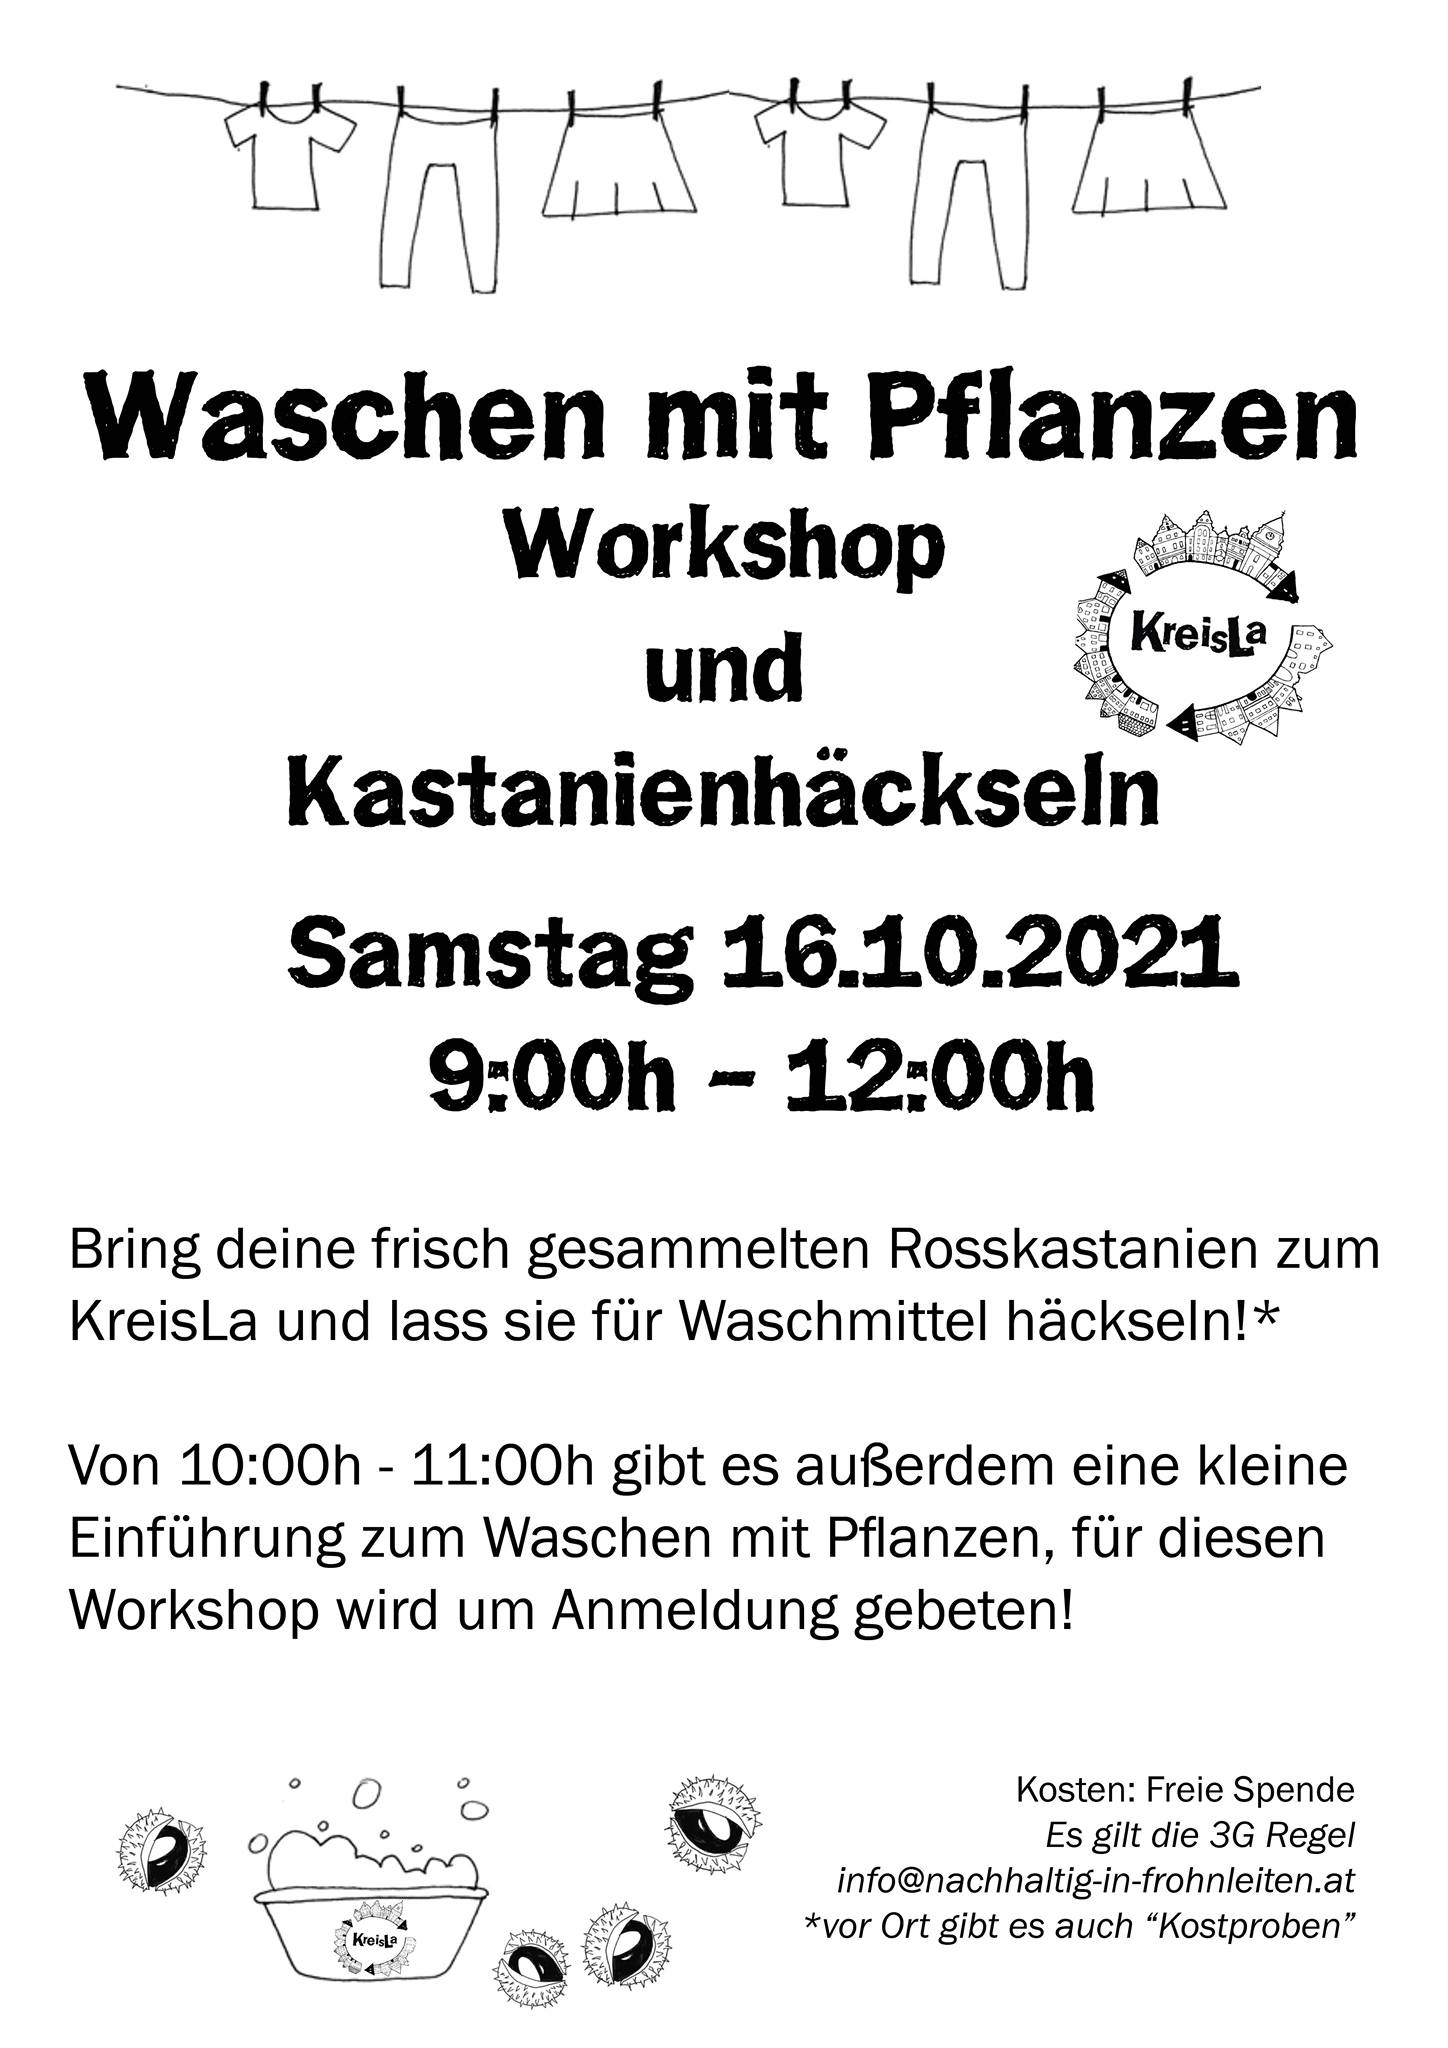 Waschen mit Pflanzen
Workshop
KreisLa
und
Kastanienhäckseln
Samstag 16.10.2021
9:00h – 12:00h
Bring deine frisch gesammelten Rosskastanien zum
KreisLa und lass sie für Waschmittel häckseln!*
Von 10:00h - 11:00h gibt es außerdem eine kleine
Einführung zum Waschen mit Pflanzen, für diesen
Workshop wird um Anmeldung gebeten!
Kosten: Freie Spende
Es gilt die 3G Regel
info@nachhaltig-in-frohnleiten.at
*vor Ort gibt es auch “Kostproben”
KreisLa